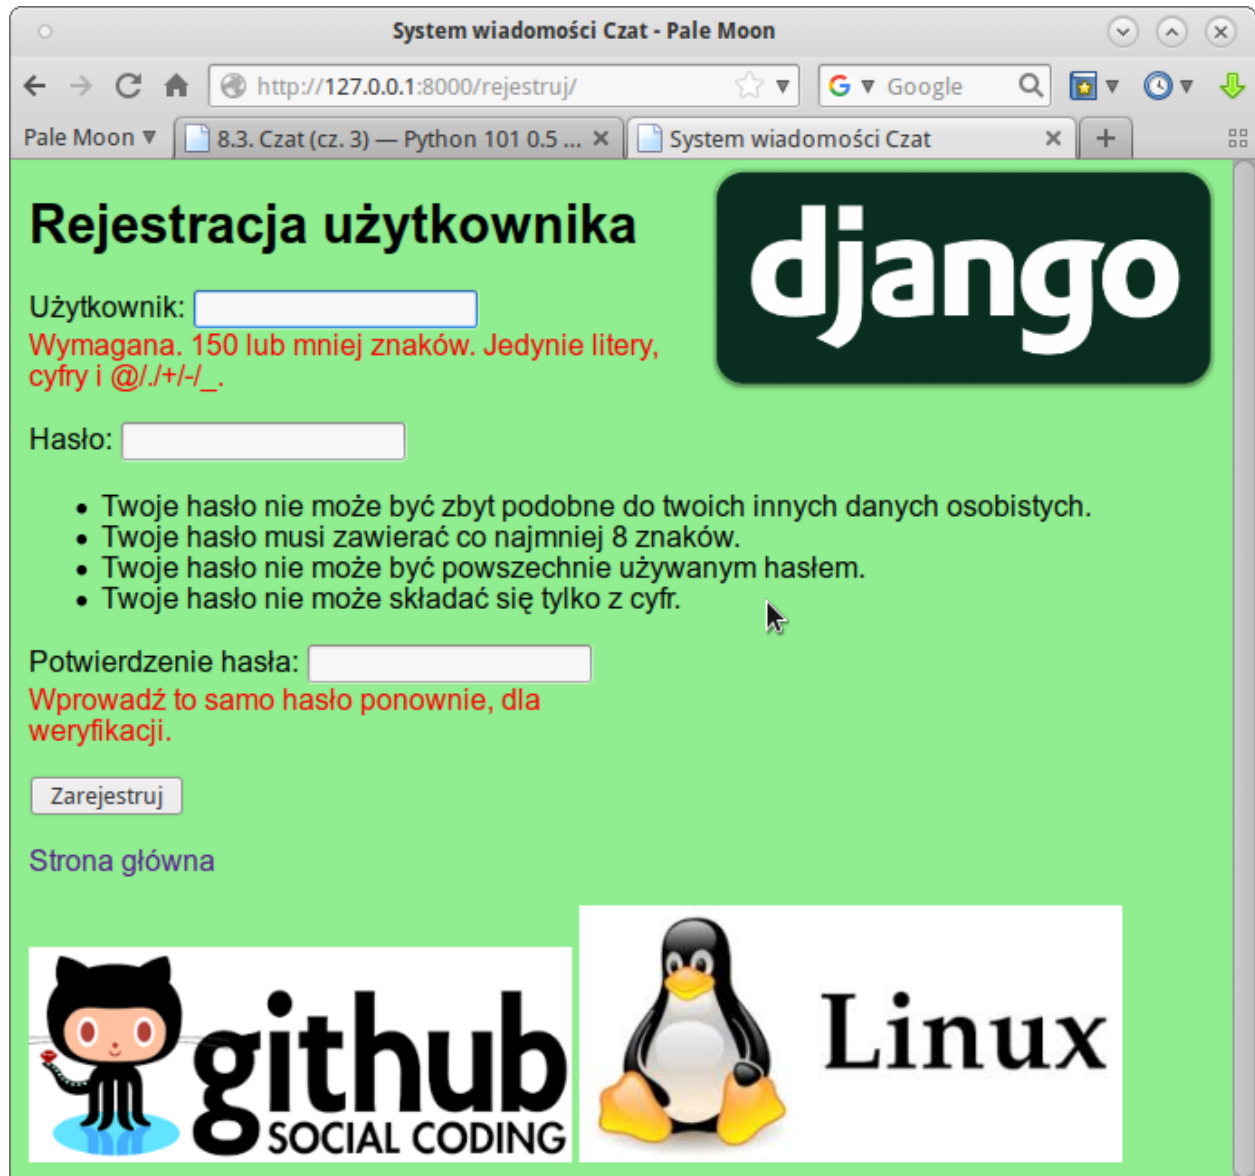 System wiadomości Czat - Pale Moon
http://127.0.0.1:8000/rejestruj/
Google
Pale Moon
8.3. Czat (cz. 3) — Python 101 0.5 ...
System wiadomości Czat
Rejestracja użytkownika
django
Użytkownik:
Wymagana. 150 lub mniej znaków. Jedynie litery,
cyfry i @/./+/-/_.
Hasło:
• Twoje hasło nie może być zbyt podobne do twoich innych danych osobistych.
• Twoje hasło musi zawierać co najmniej 8 znaków.
• Twoje hasło nie może być powszechnie używanym hasłem.
• Twoje hasło nie może składać się tylko z cyfr.
Potwierdzenie hasła:
Wprowadź to samo hasło ponownie, dla
weryfikacji.
Zarejestruj
Strona główna
github
SOCIAL CODING
Linux